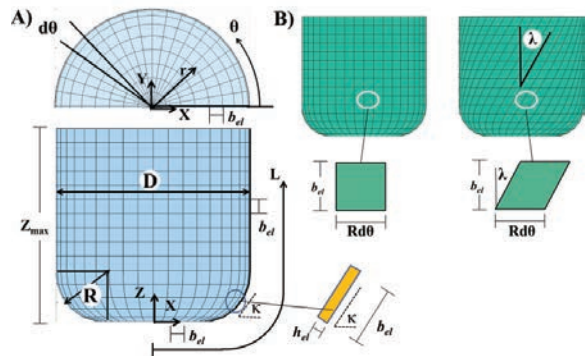 A)
dθ
θ
Y
r
X
b_el
D
L
Z_max
b_el
R
Z
X
κ
b_el
h_el
κ
b_el
B)
λ
b_el
Rdθ
λ
b_el
Rdθ